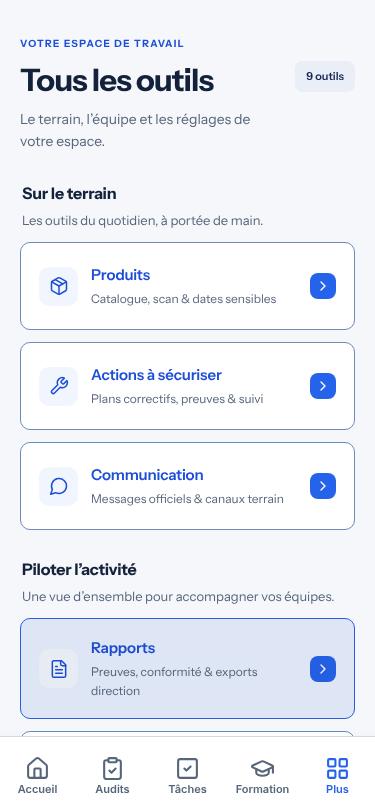 VOTRE ESPACE DE TRAVAIL
Tous les outils
9 outils
Le terrain, l’équipe et les réglages de
votre espace.
Sur le terrain
Les outils du quotidien, à portée de main.
Produits
Catalogue, scan & dates sensibles
Actions à sécuriser
Plans correctifs, preuves & suivi
Communication
Messages officiels & canaux terrain
Piloter l’activité
Une vue d’ensemble pour accompagner vos équipes.
Rapports
Preuves, conformité & exports
direction
Accueil
Audits
Tâches
Formation
Plus